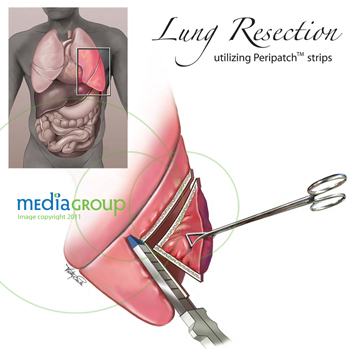 Lung Resection
utilizing Peripatch™ strips
mediaGROUP
Image copyright 2011